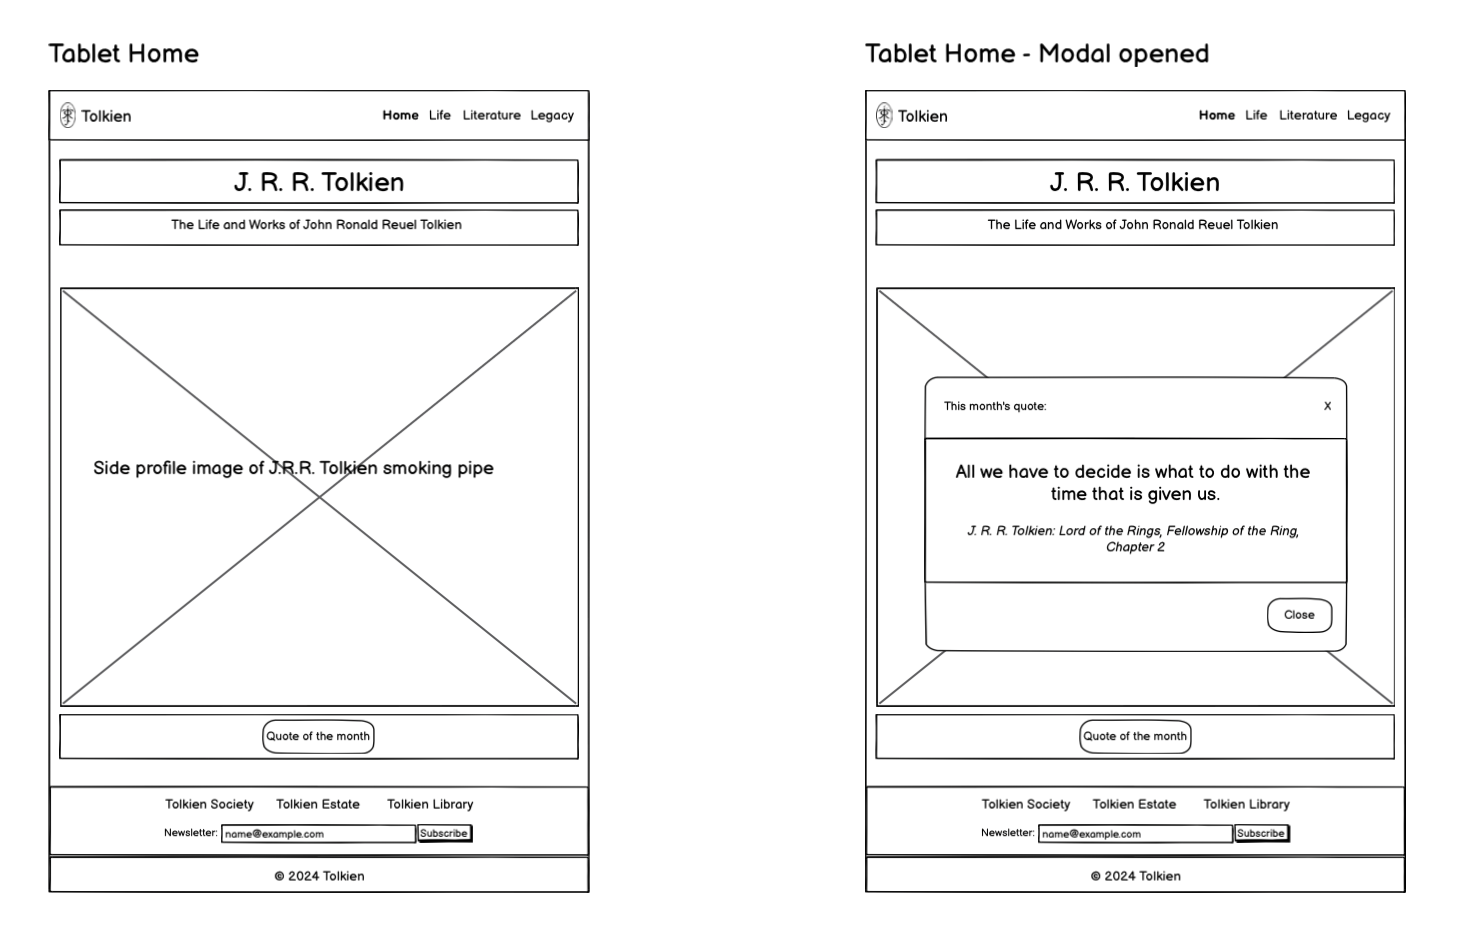 Tablet Home
Tolkien
Home Life Literature Legacy
J. R. R. Tolkien
The Life and Works of John Ronald Reuel Tolkien
Side profile image of J.R.R. Tolkien smoking pipe
Quote of the month
Tolkien Society Tolkien Estate Tolkien Library
Newsletter: name@example.com Subscribe
© 2024 Tolkien
Tablet Home - Modal opened
Tolkien
Home Life Literature Legacy
J. R. R. Tolkien
The Life and Works of John Ronald Reuel Tolkien
This month's quote: X
All we have to decide is what to do with the
time that is given us.
J. R. R. Tolkien: Lord of the Rings, Fellowship of the Ring,
Chapter 2
Close
Quote of the month
Tolkien Society Tolkien Estate Tolkien Library
Newsletter: name@example.com Subscribe
© 2024 Tolkien